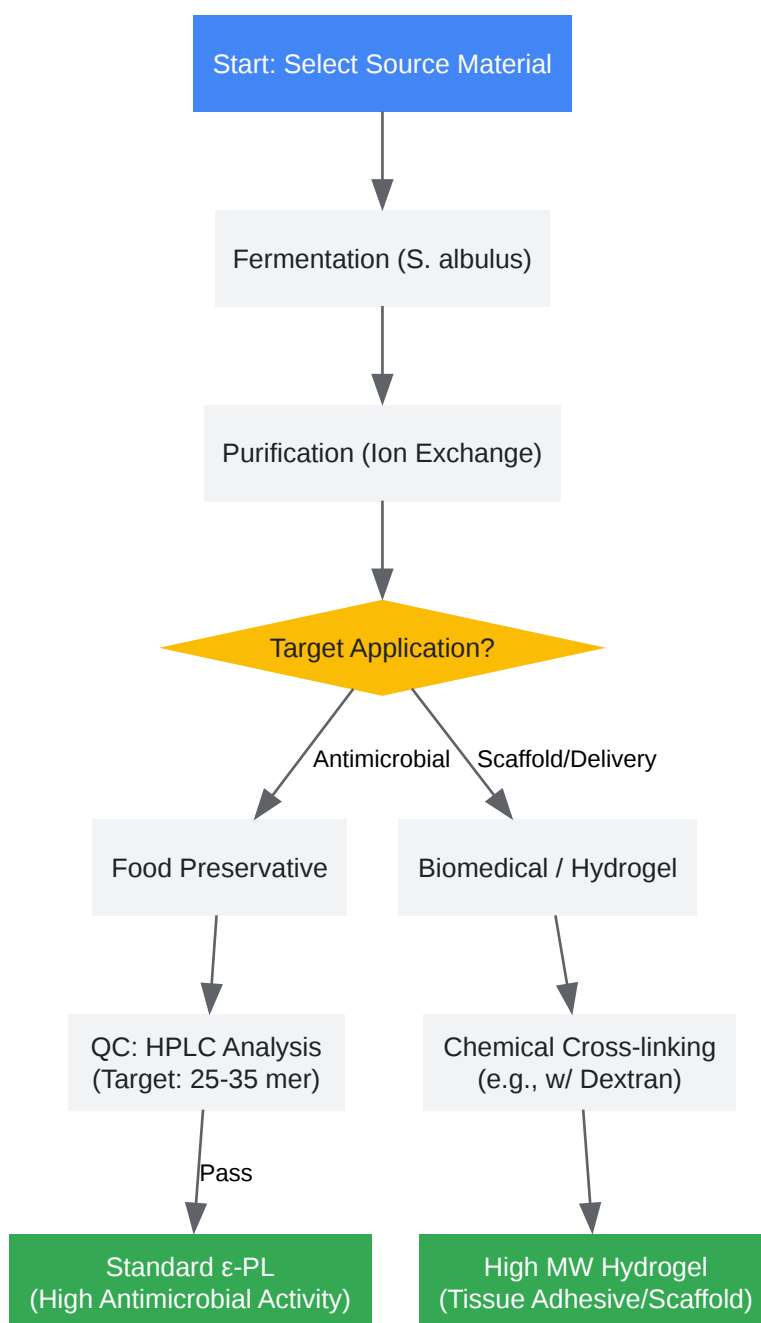 Start: Select Source Material
Fermentation (S. albulus)
Purification (Ion Exchange)
Target Application?
Antimicrobial
Scaffold/Delivery
Food Preservative
Biomedical / Hydrogel
QC: HPLC Analysis
(Target: 25-35 mer)
Chemical Cross-linking
(e.g., w/ Dextran)
Pass
Standard ε-PL
(High Antimicrobial Activity)
High MW Hydrogel
(Tissue Adhesive/Scaffold)